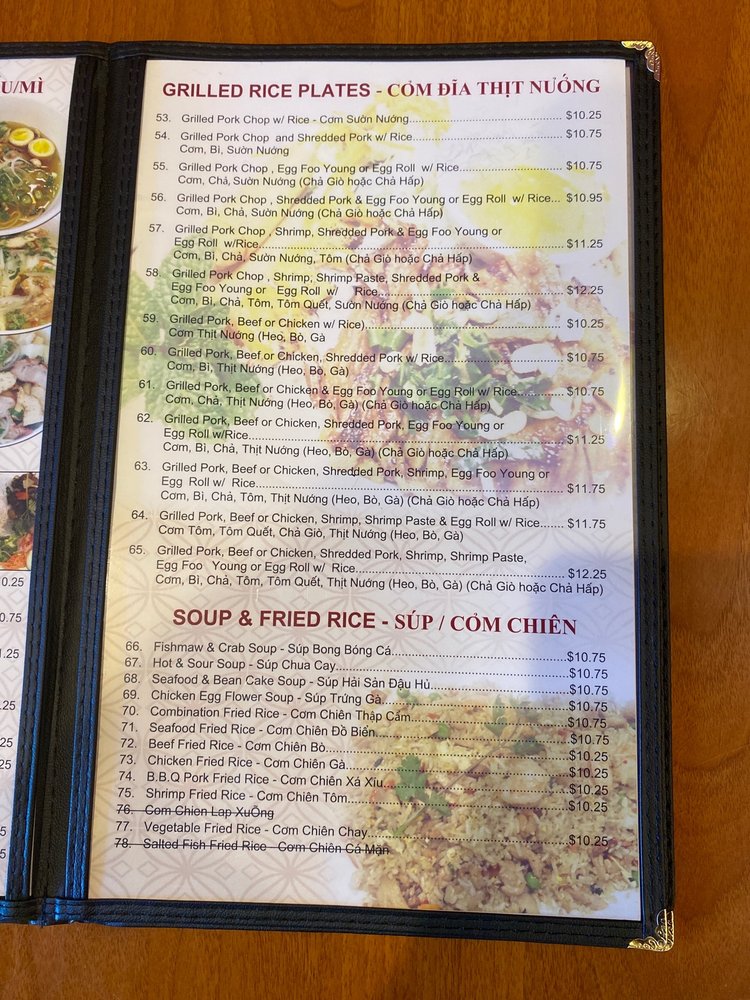 U/MÌ
0.25
0.75
1.25
25
25
5
5
GRILLED RICE PLATES - CỎM ĐĨA THỊT NƯỚNG
53. Grilled Pork Chop w/ Rice - Cơm Sườn Nướng..... $10.25
54. Grilled Pork Chop and Shredded Pork w/ Rice..... $10.75
Cơm, Bì, Sườn Nướng
55. Grilled Pork Chop , Egg Foo Young or Egg Roll w/ Rice..... $10.75
Cơm, Chả, Sườn Nướng (Chả Giò hoặc Chả Hấp)
56. Grilled Pork Chop , Shredded Pork & Egg Foo Young or Egg Roll w/ Rice... $10.95
Cơm, Bì, Chả, Sườn Nướng (Chả Giò hoặc Chả Hấp)
57. Grilled Pork Chop , Shrimp, Shredded Pork & Egg Foo Young or
Egg Roll w/Rice..... $11.25
Cơm, Bì, Chả, Sườn Nướng, Tôm (Chả Giò hoặc Chả Hấp)
58. Grilled Pork Chop , Shrimp, Shrimp Paste, Shredded Pork &
Egg Foo Young or Egg Roll w/ Rice..... $12.25
Cơm, Bì, Chả, Tôm, Tôm Quết, Sườn Nướng (Chả Giò hoặc Chả Hấp)
59. Grilled Pork, Beef or Chicken w/ Rice)..... $10.25
Cơm Thịt Nướng (Heo, Bò, Gà
60. Grilled Pork, Beef or Chicken, Shredded Pork w/ Rice..... $10.75
Cơm, Bì, Thịt Nướng (Heo, Bò, Gà)
61. Grilled Pork, Beef or Chicken & Egg Foo Young or Egg Roll w/ Rice..... $10.75
Cơm, Chả, Thịt Nướng (Heo, Bò, Gà) (Chả Giò hoặc Chả Hấp)
62. Grilled Pork, Beef or Chicken, Shredded Pork, Egg Foo Young or
Egg Roll w/Rice..... $11.25
Cơm, Bì, Chả, Thịt Nướng (Heo, Bò, Gà) (Chả Giò hoặc Chả Hấp)
63. Grilled Pork, Beef or Chicken, Shredded Pork, Shrimp, Egg Foo Young or
Egg Roll w/ Rice..... $11.75
Cơm, Bì, Chả, Tôm, Thịt Nướng (Heo, Bò, Gà) (Chả Giò hoặc Chả Hấp)
64. Grilled Pork, Beef or Chicken, Shrimp, Shrimp Paste & Egg Roll w/ Rice..... $11.75
Cơm Tôm, Tôm Quết, Chả Giò, Thịt Nướng (Heo, Bò, Gà)
65. Grilled Pork, Beef or Chicken, Shredded Pork, Shrimp, Shrimp Paste,
Egg Foo Young or Egg Roll w/ Rice..... $12.25
Cơm, Bì, Chả, Tôm, Tôm Quết, Thịt Nướng (Heo, Bò, Gà) (Chả Giò hoặc Chả Hấp)
SOUP & FRIED RICE - SÚP / CỎM CHIÊN
66. Fishmaw & Crab Soup - Súp Bong Bóng Cá.....$10.75
67. Hot & Sour Soup - Súp Chua Cay.....$10.75
68. Seafood & Bean Cake Soup - Súp Hải Sản Đậu Hủ.....$10.75
69. Chicken Egg Flower Soup - Súp Trứng Gà.....$10.75
70. Combination Fried Rice - Cơm Chiên Thập Cẩm.....$10.75
71. Seafood Fried Rice - Cơm Chiên Đồ Biển.....$10.75
72. Beef Fried Rice - Cơm Chiên Bò.....$10.25
73. Chicken Fried Rice - Cơm Chiên Gà.....$10.25
74. B.B.Q Pork Fried Rice - Cơm Chiên Xá Xíu.....$10.25
75. Shrimp Fried Rice - Cơm Chiên Tôm.....$10.25
76. Com Chien Lap XuÕng
77. Vegetable Fried Rice - Cơm Chiên Chay.....$10.25
78. Salted Fish Fried Rice - Cơm Chiên Cá Mặn